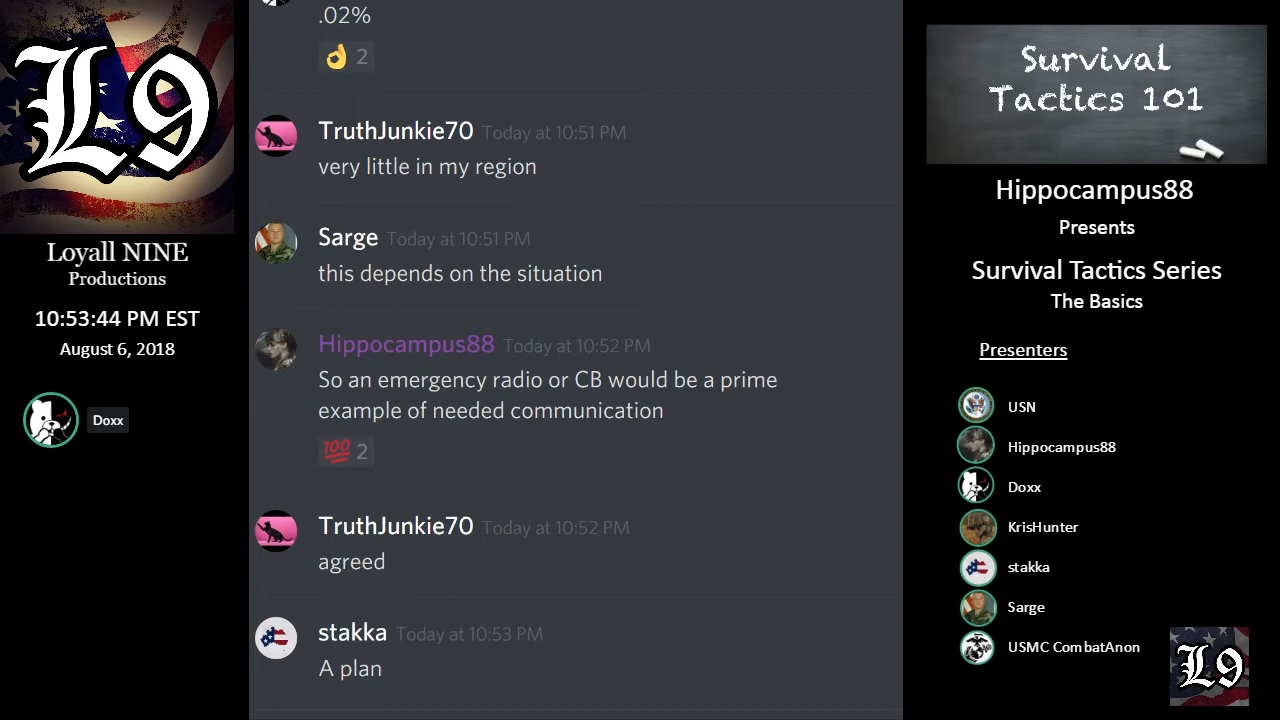 L9
Loyall NINE
Productions
10:53:44 PM EST
August 6, 2018
Doxx
.02%
👌 2
TruthJunkie70 Today at 10:51 PM
very little in my region
Sarge Today at 10:51 PM
this depends on the situation
Hippocampus88 Today at 10:52 PM
So an emergency radio or CB would be a prime
example of needed communication
💯 2
TruthJunkie70 Today at 10:52 PM
agreed
stakka Today at 10:53 PM
A plan
Survival
Tactics 101
Hippocampus88
Presents
Survival Tactics Series
The Basics
Presenters
USN
Hippocampus88
Doxx
KrisHunter
stakka
Sarge
USMC CombatAnon
L9